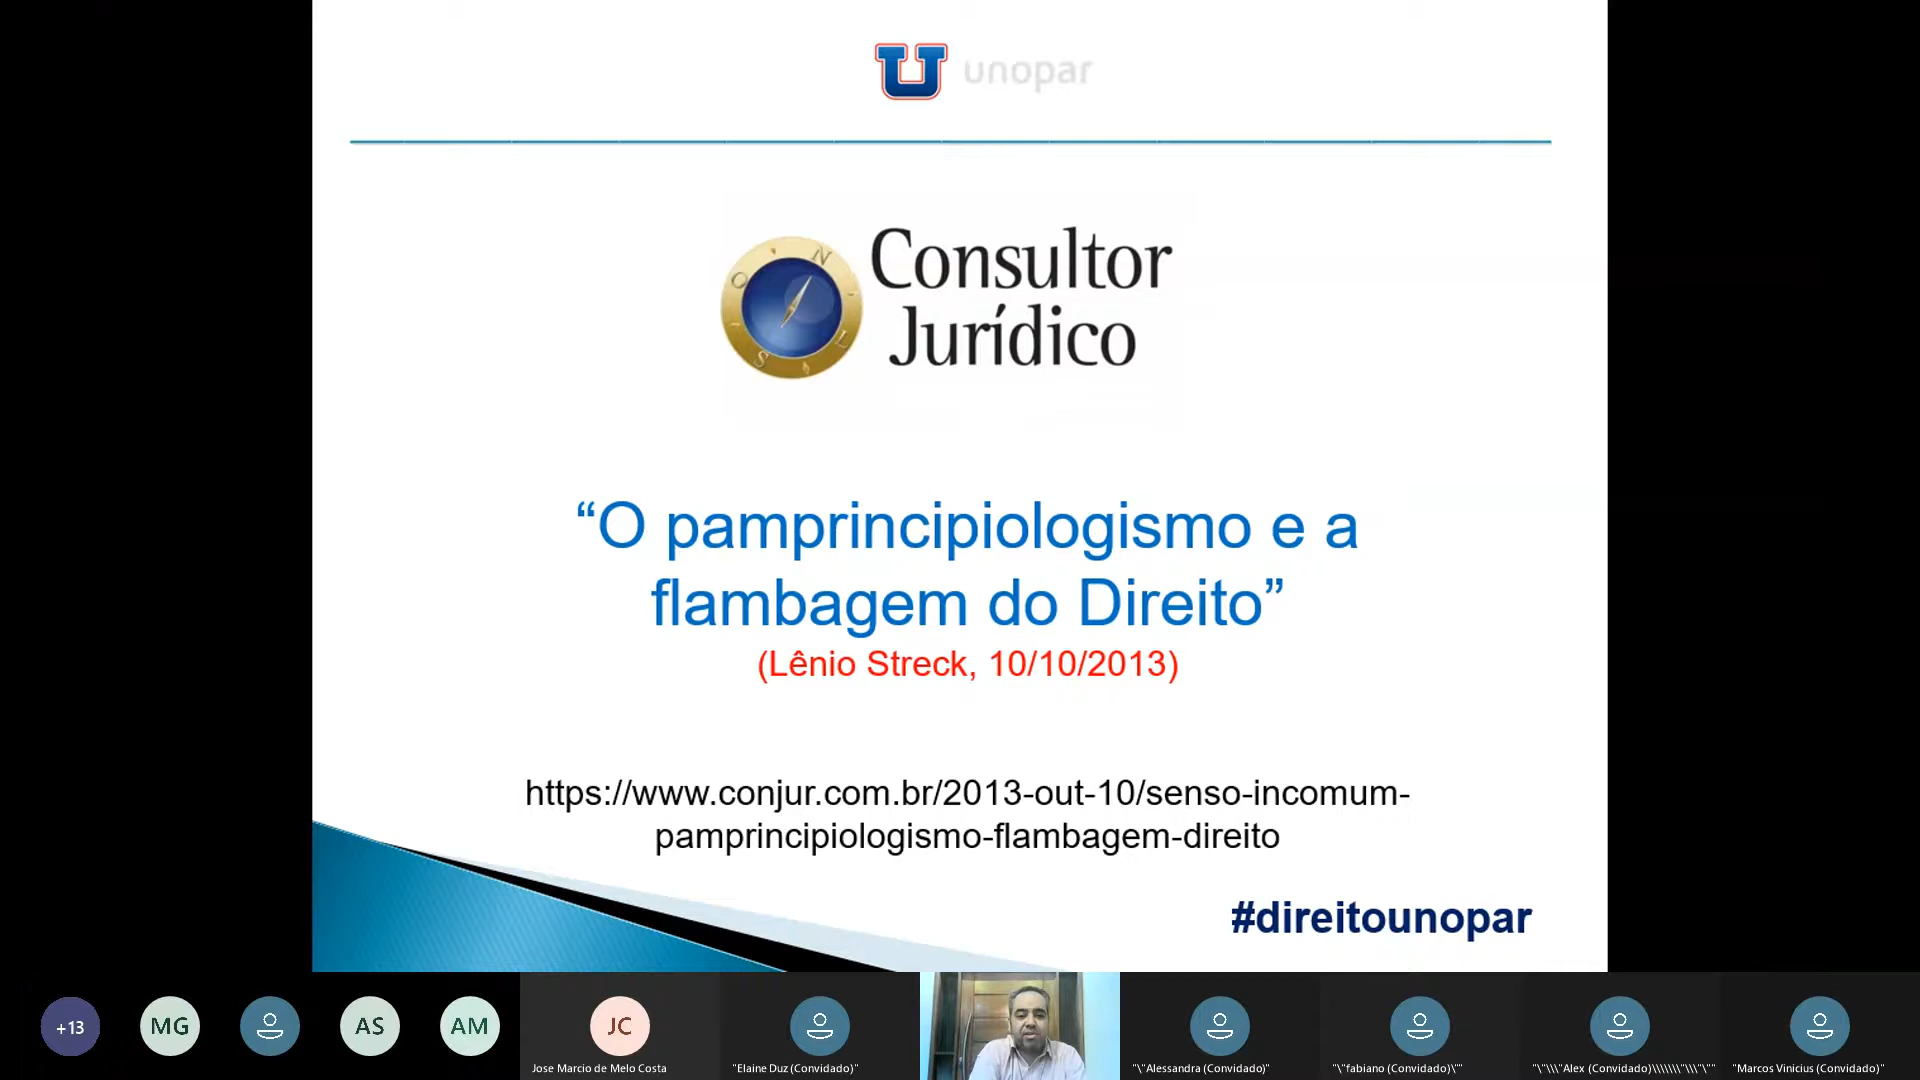 unopar
Consultor
Jurídico
“O pamprincipiologismo e a
flambagem do Direito”
(Lênio Streck, 10/10/2013)
https://www.conjur.com.br/2013-out-10/senso-incomum-
pamprincipiologismo-flambagem-direito
#direitounopar
+13
MG
AS
AM
JC
Jose Marcio de Melo Costa
"Elaine Duz (Convidado)"
"\"Alessandra (Convidado)"
"\"fabiano (Convidado)\""
"\"\\\"Alex (Convidado)\\\\\\\"\\\"\""
"Marcos Vinicius (Convidado)"